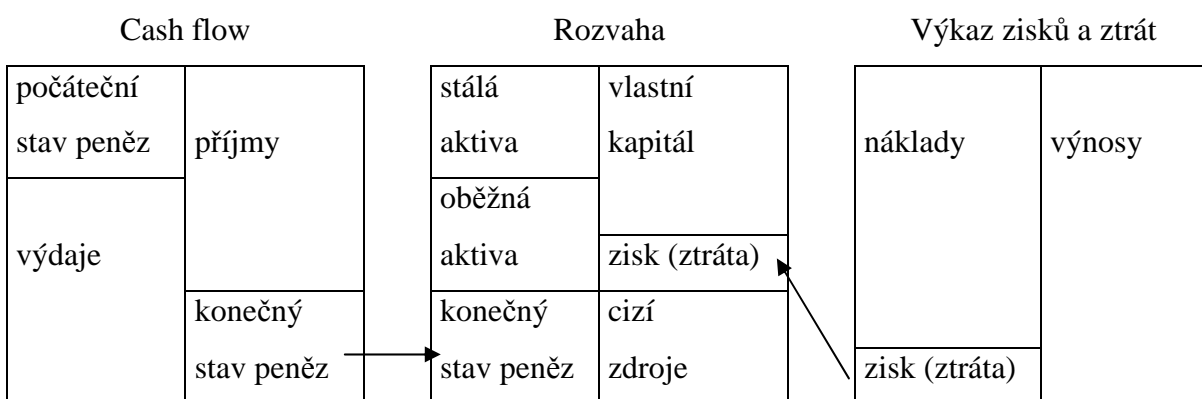 Cash flow
Rozvaha
Výkaz zisků a ztrát
počáteční
stav peněz
příjmy
výdaje
konečný
stav peněz
stálá
aktiva
vlastní
kapitál
oběžná
aktiva
zisk (ztráta)
konečný
stav peněz
cizí
zdroje
náklady
výnosy
zisk (ztráta)